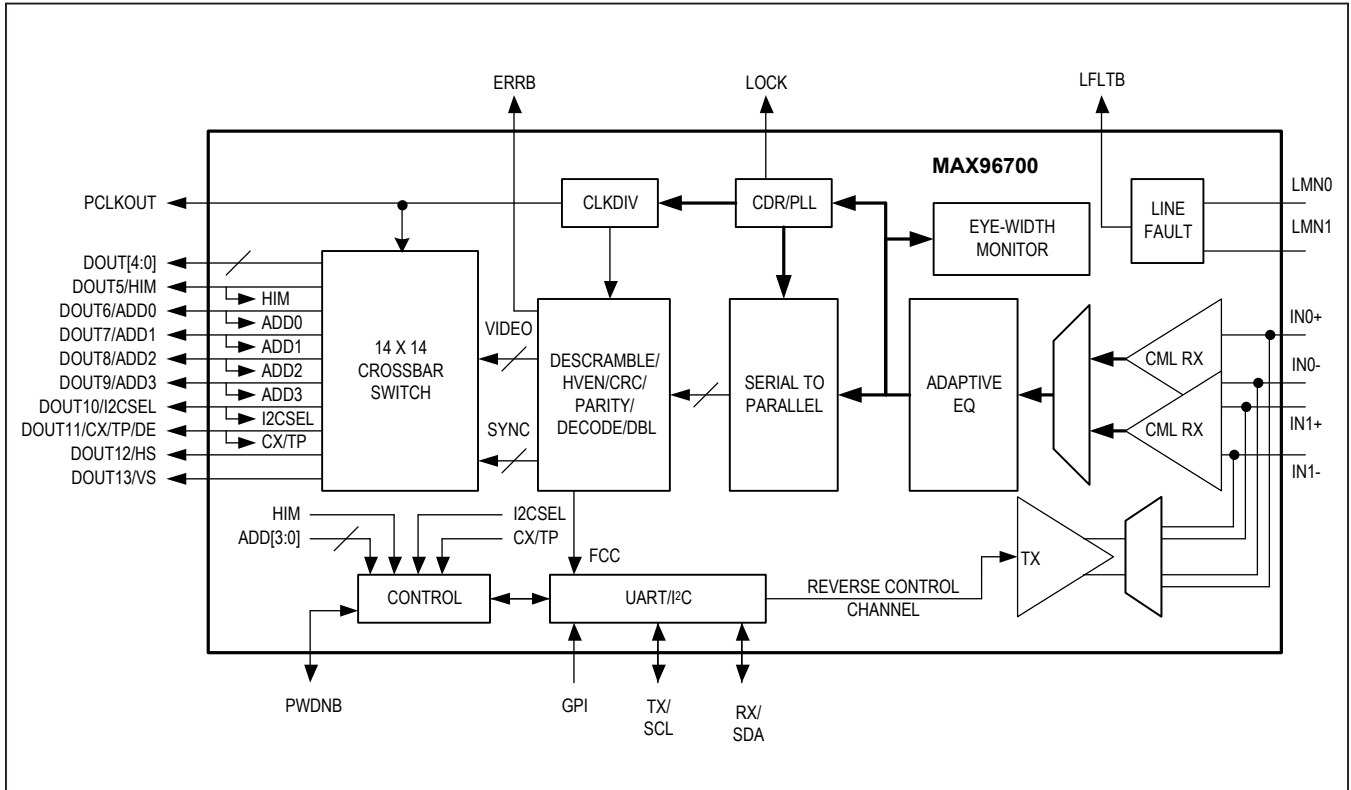 ERRB
LOCK
LFLTB
MAX96700
PCLKOUT
CLKDIV
CDR/PLL
EYE-WIDTH
MONITOR
LINE
FAULT
LMN0
LMN1
DOUT[4:0]
DOUT5/HIM
HIM
DOUT6/ADD0
ADD0
DOUT7/ADD1
ADD1
DOUT8/ADD2
ADD2
DOUT9/ADD3
ADD3
DOUT10/I2CSEL
I2CSEL
DOUT11/CX/TP/DE
CX/TP
DOUT12/HS
DOUT13/VS
14 X 14
CROSSBAR
SWITCH
VIDEO
SYNC
DESCRAMBLE/
HVEN/CRC/
PARITY/
DECODE/DBL
SERIAL TO
PARALLEL
ADAPTIVE
EQ
CML RX
CML RX
IN0+
IN0-
IN1+
IN1-
HIM
ADD[3:0]
I2CSEL
CX/TP
FCC
CONTROL
UART/I²C
REVERSE CONTROL
CHANNEL
TX
PWDNB
GPI
TX/
SCL
RX/
SDA